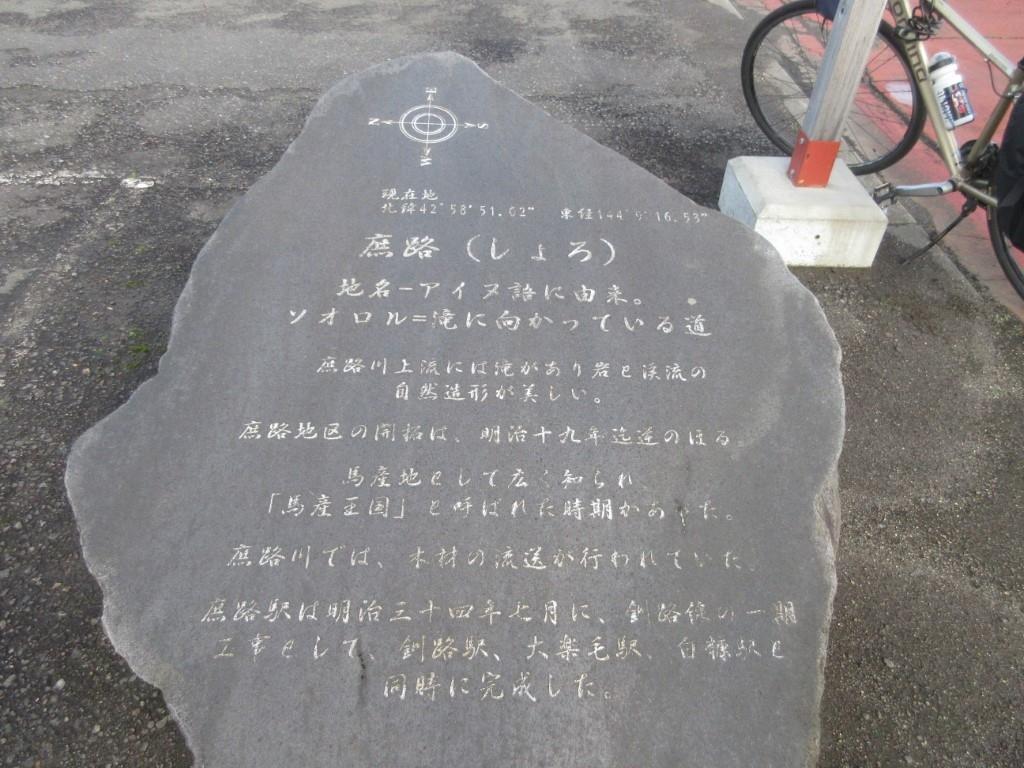 現在地
北緯42°58'51.02" 東経144°5'16.53"
庶路(しょろ)
地名-アイヌ語に由来。
ソオロル=滝に向かっている道
庶路川上流には滝があり岩と渓流の
自然造形が美しい。
庶路地区の開拓は、明治十九年迄逆のぼる。
馬産地として広く知られ
「馬産王国」と呼ばれた時期があった。
庶路川では、木材の流送が行われていた。
庶路駅は明治三十四年七月に、釧路線の一期
工事として、釧路駅、大楽毛駅、白糠駅と
同時に完成した。